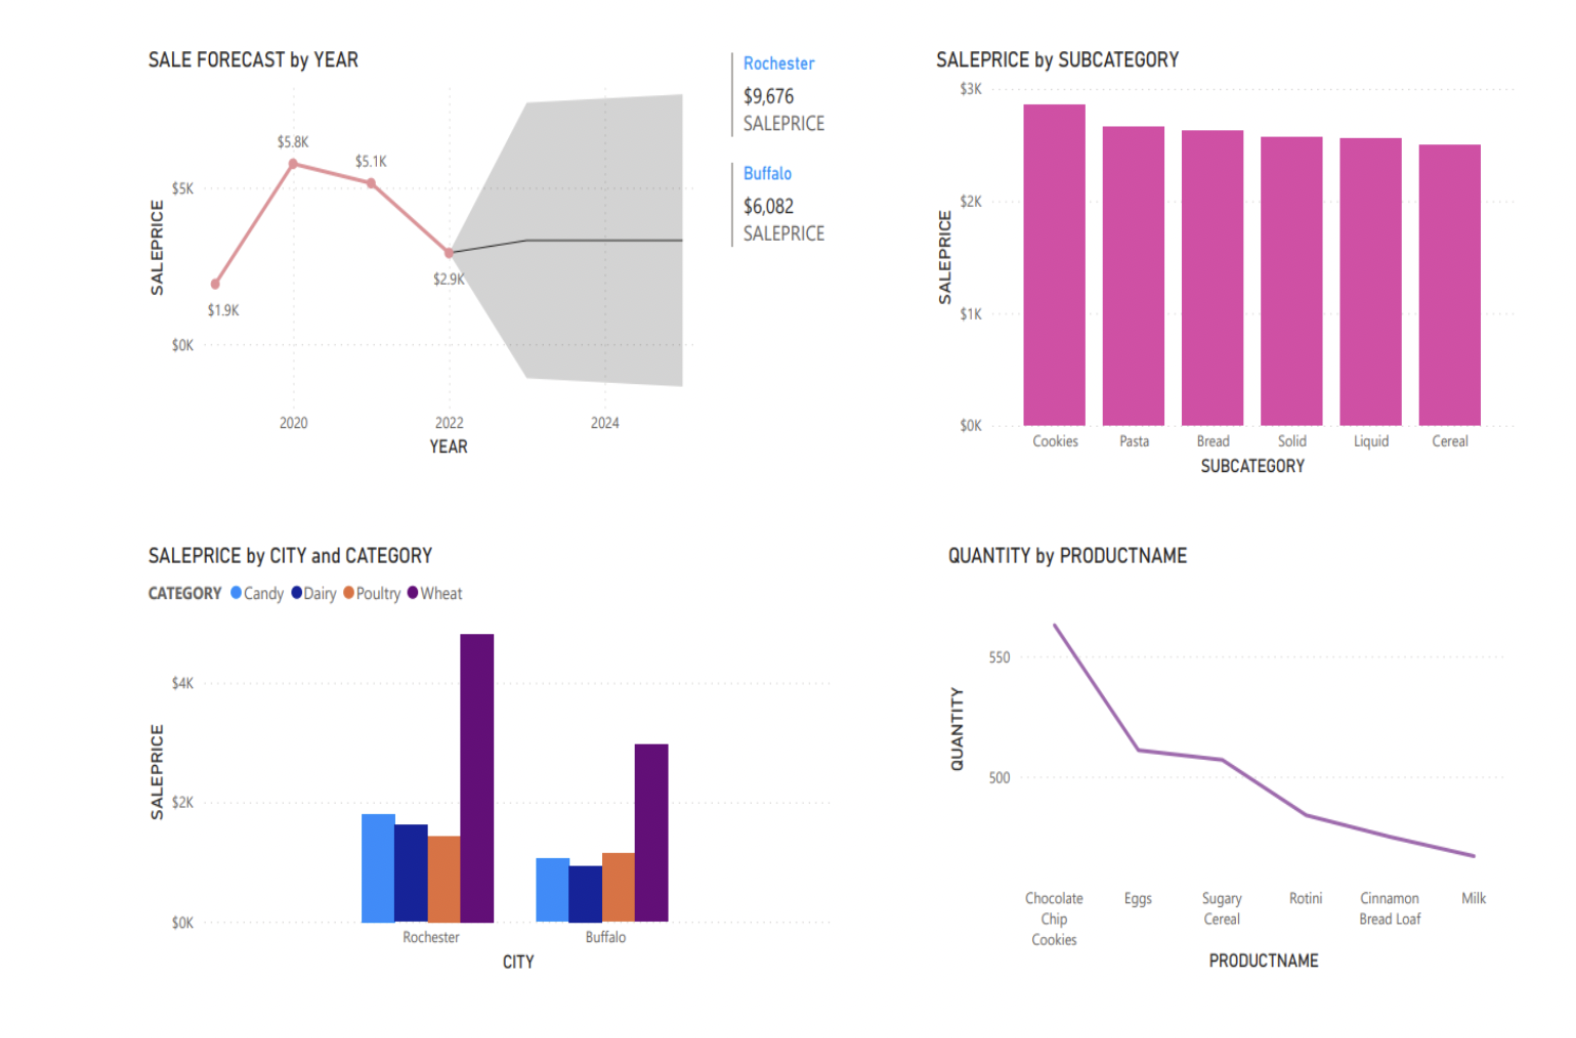 SALE FORECAST by YEAR
$5.8K
$5.1K
$5K
$2.9K
$1.9K
$0K
SALEPRICE
2020
2022
2024
YEAR
Rochester
$9,676
SALEPRICE
Buffalo
$6,082
SALEPRICE
SALEPRICE by SUBCATEGORY
$3K
$2K
$1K
$0K
SALEPRICE
Cookies
Pasta
Bread
Solid
Liquid
Cereal
SUBCATEGORY
SALEPRICE by CITY and CATEGORY
CATEGORY Candy Dairy Poultry Wheat
$4K
$2K
$0K
SALEPRICE
Rochester
Buffalo
CITY
QUANTITY by PRODUCTNAME
550
500
QUANTITY
Chocolate
Chip
Cookies
Eggs
Sugary
Cereal
Rotini
Cinnamon
Bread Loaf
Milk
PRODUCTNAME